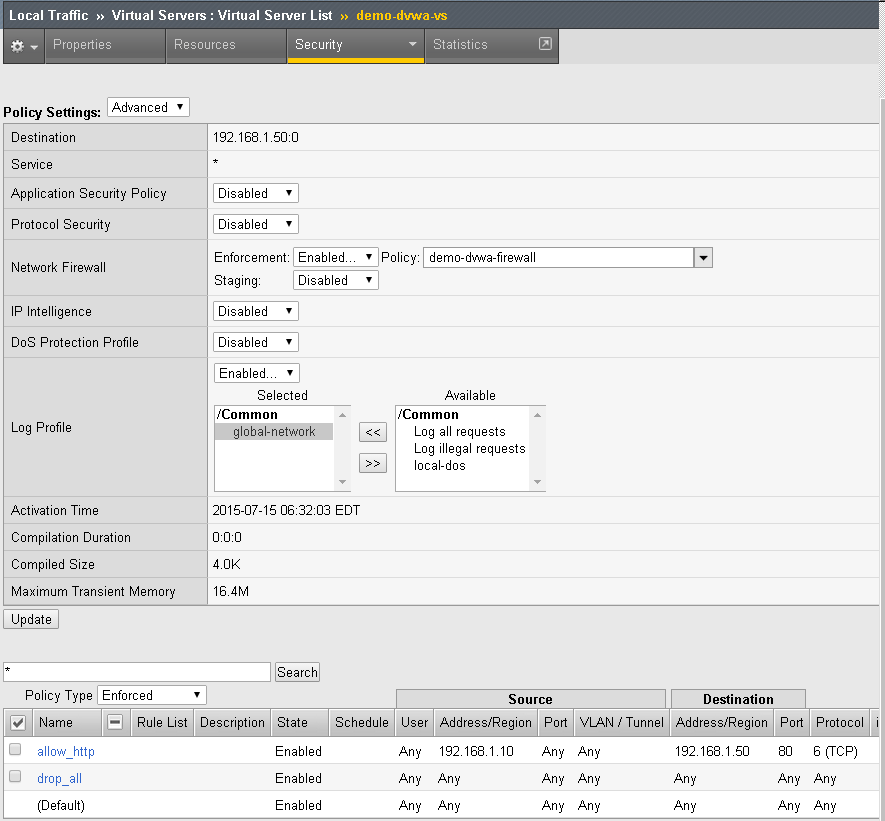 Local Traffic » Virtual Servers : Virtual Server List » demo-dvwa-vs
Properties Resources Security Statistics
Policy Settings: Advanced
Destination 192.168.1.50:0
Service *
Application Security Policy Disabled
Protocol Security Disabled
Network Firewall Enforcement: Enabled... Policy: demo-dvwa-firewall
Staging: Disabled
IP Intelligence Disabled
DoS Protection Profile Disabled
Log Profile Enabled...
Selected Available
/Common /Common
global-network Log all requests
Log illegal requests
local-dos
<< 
>>
Activation Time 2015-07-15 06:32:03 EDT
Compilation Duration 0:0:0
Compiled Size 4.0K
Maximum Transient Memory 16.4M
Update
* Search
Policy Type Enforced
Source Destination
Name Rule List Description State Schedule User Address/Region Port VLAN / Tunnel Address/Region Port Protocol
allow_http Enabled Any 192.168.1.10 Any Any 192.168.1.50 80 6 (TCP)
drop_all Enabled Any Any Any Any Any Any Any
(Default) Enabled Any Any Any Any Any Any Any